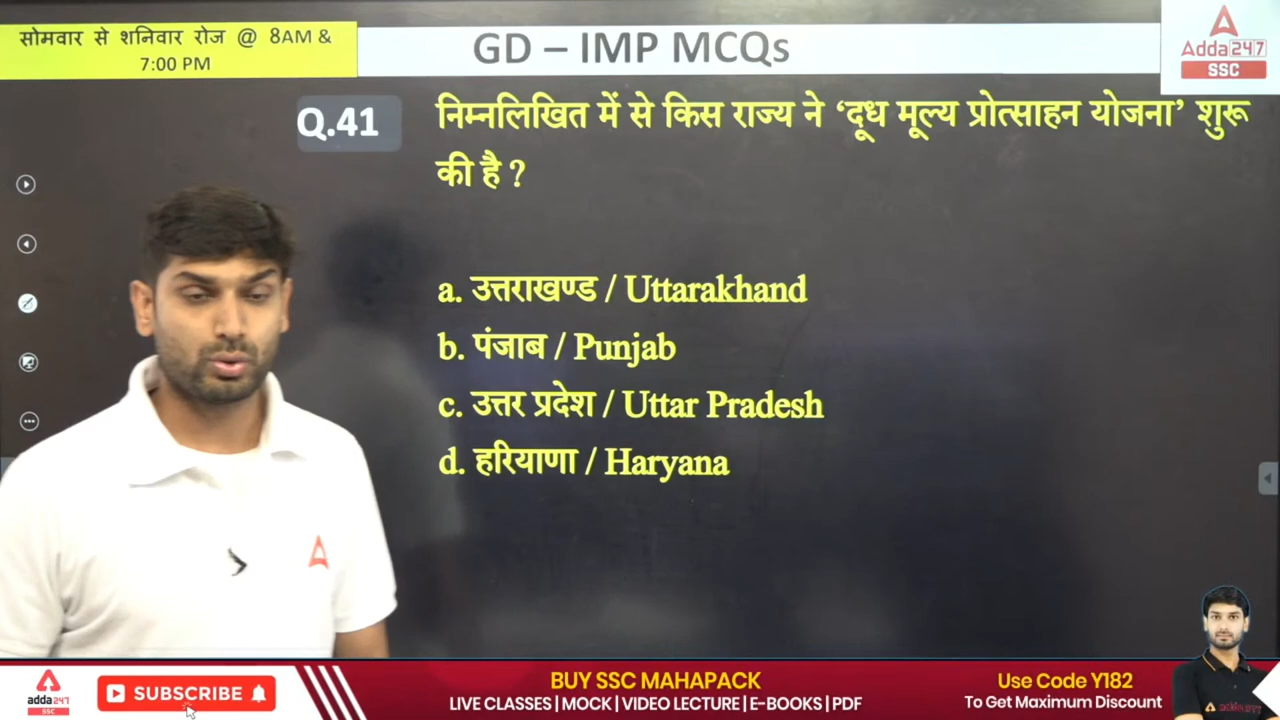 सोमवार से शनिवार रोज @ 8AM &
7:00 PM
GD – IMP MCQs
Adda247
SSC
Q.41
निम्नलिखित में से किस राज्य ने ‘दूध मूल्य प्रोत्साहन योजना’ शुरू
की है ?
a. उत्तराखण्ड / Uttarakhand
b. पंजाब / Punjab
c. उत्तर प्रदेश / Uttar Pradesh
d. हरियाणा / Haryana
adda247
SSC
SUBSCRIBE
BUY SSC MAHAPACK
LIVE CLASSES | MOCK | VIDEO LECTURE | E-BOOKS | PDF
Use Code Y182
To Get Maximum Discount